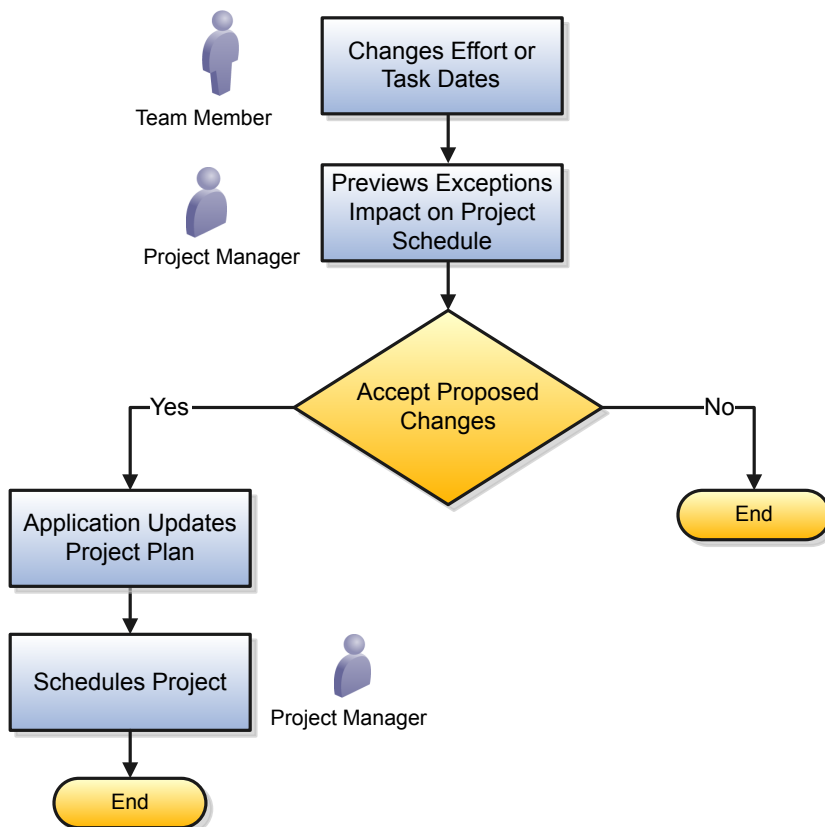 Changes Effort or
Task Dates
Team Member
Previews Exceptions
Impact on Project
Schedule
Project Manager
Accept Proposed
Changes
Yes
No
Application Updates
Project Plan
End
Schedules Project
Project Manager
End